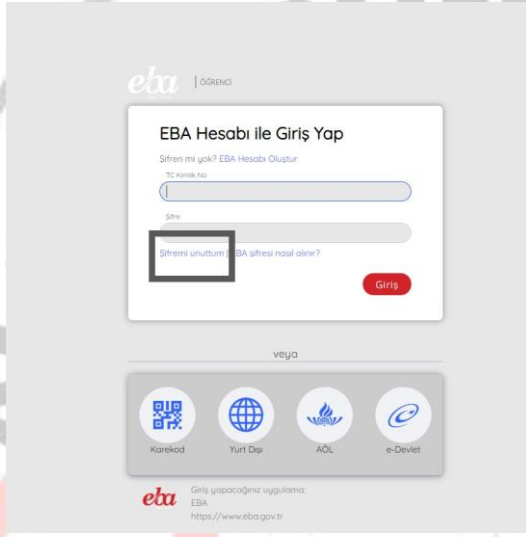 eba | ÖĞRENCİ
EBA Hesabı ile Giriş Yap
Şifren mi yok? EBA Hesabı Oluştur
TC Kimlik No
Şifre
Şifremi unuttum | EBA şifresi nasıl alınır?
Giriş
veya
Karekod Yurt Dışı AÖL e-Devlet
eba
Giriş yapacağınız uygulama:
EBA
https://www.eba.gov.tr